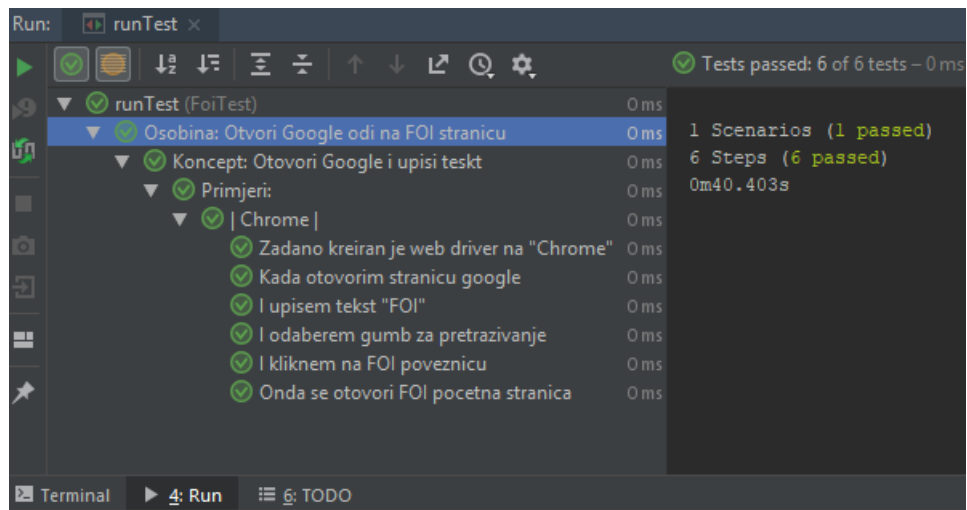 Run: runTest
Tests passed: 6 of 6 tests – 0 ms
runTest (FoiTest) 0 ms
Osobina: Otvori Google odi na FOI stranicu 0 ms
Koncept: Otovori Google i upisi teskt 0 ms
Primjeri: 0 ms
| Chrome | 0 ms
Zadano kreiran je web driver na "Chrome" 0 ms
Kada otovorim stranicu google 0 ms
I upisem tekst "FOI" 0 ms
I odaberem gumb za pretrazivanje 0 ms
I kliknem na FOI poveznicu 0 ms
Onda se otovori FOI pocetna stranica 0 ms
1 Scenarios (1 passed)
6 Steps (6 passed)
0m40.403s
Terminal 4: Run 6: TODO